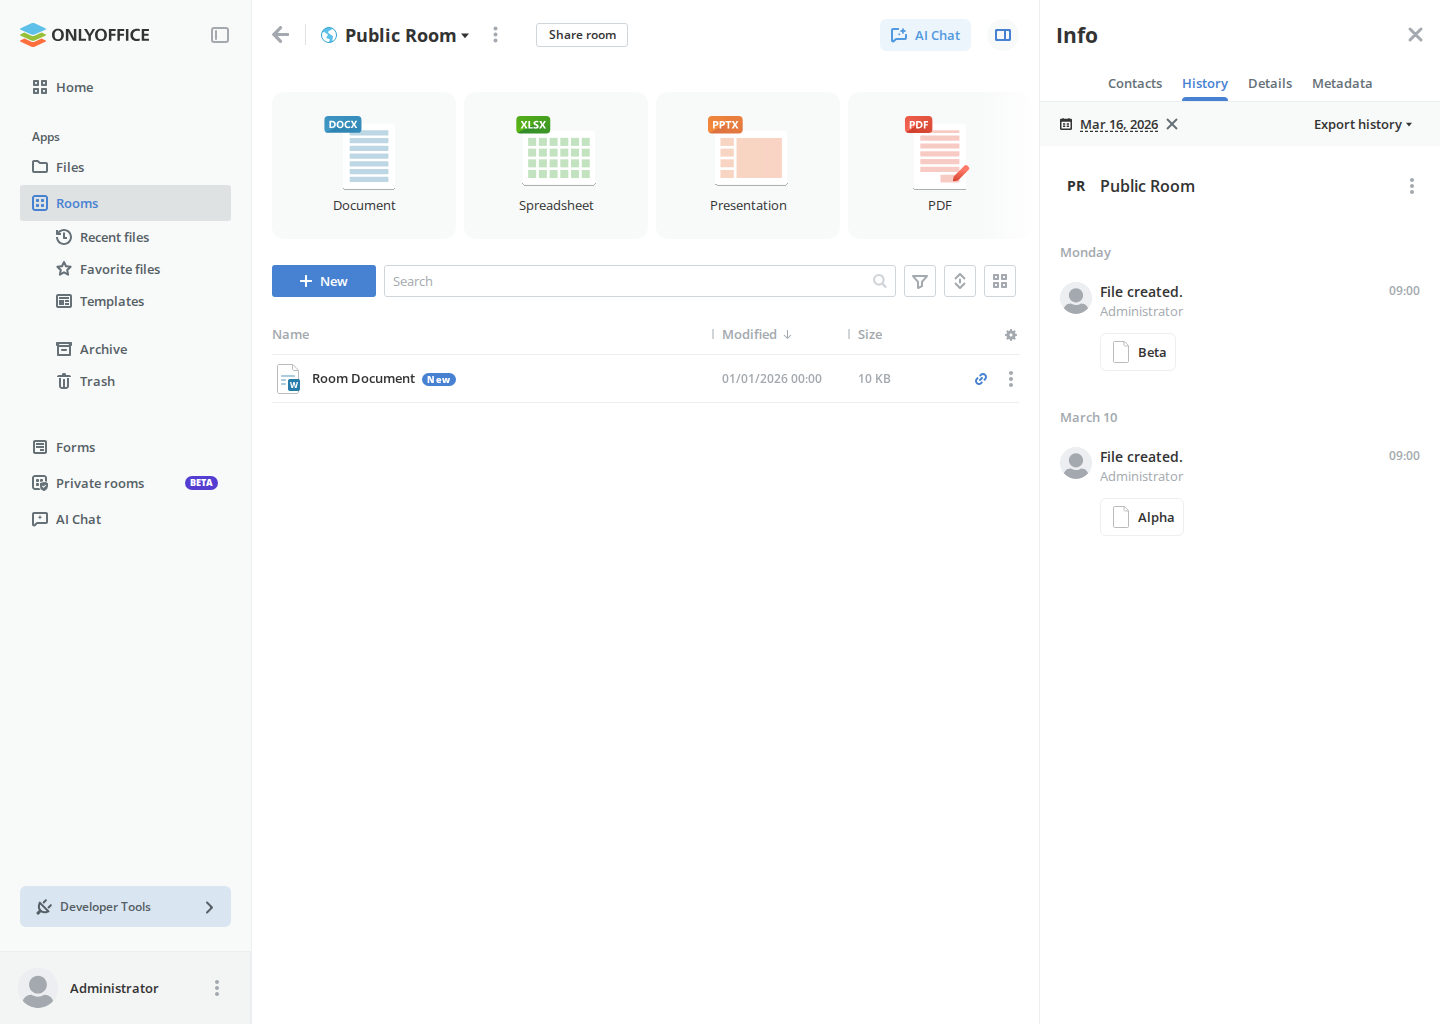 ONLYOFFICE
Home
Apps
Files
Rooms
Recent files
Favorite files
Templates
Archive
Trash
Forms
Private rooms
BETA
AI Chat
Developer Tools
Administrator
Public Room
Share room
AI Chat
DOCX
Document
XLSX
Spreadsheet
PPTX
Presentation
PDF
PDF
New
Search
Name
Modified
Size
W
Room Document
New
01/01/2026 00:00
10 KB
Info
Contacts
History
Details
Metadata
Mar 16, 2026
Export history
PR
Public Room
Monday
File created.
09:00
Administrator
Beta
March 10
File created.
09:00
Administrator
Alpha